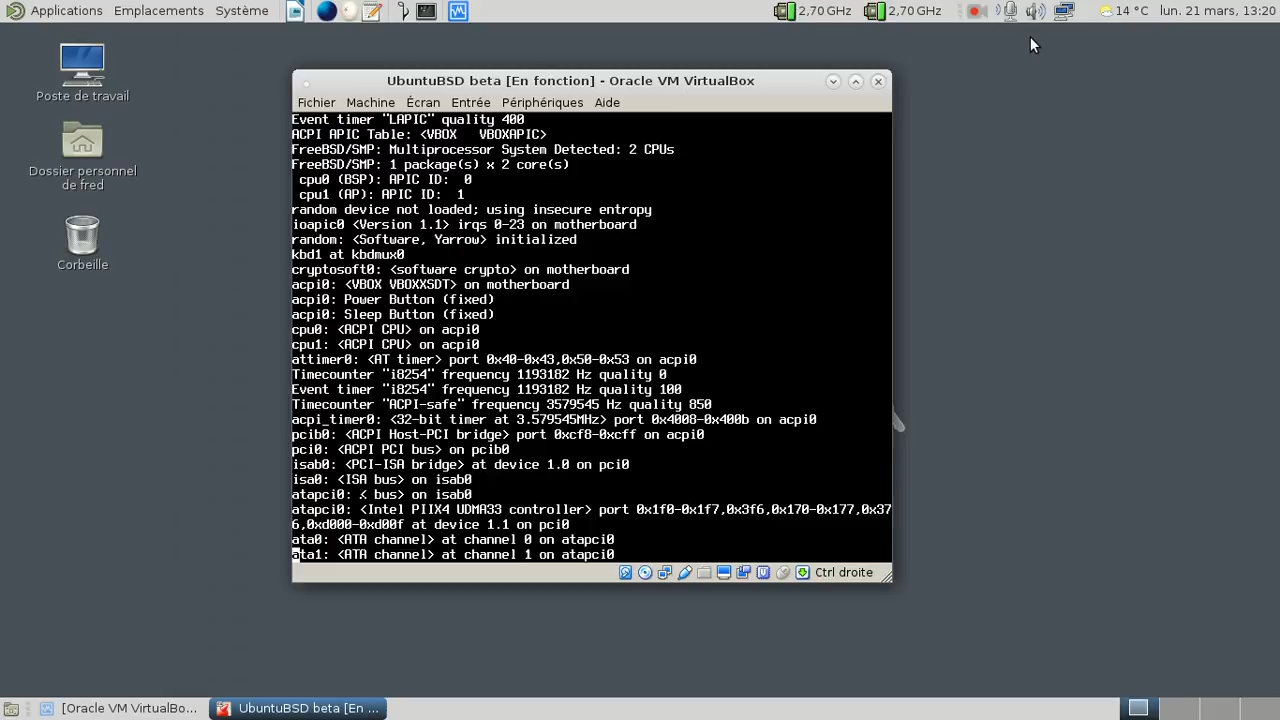 Applications Emplacements Système 2,70 GHz 2,70 GHz 14 °C lun. 21 mars, 13:20
Poste de travail
Dossier personnel
de fred
Corbeille
UbuntuBSD beta [En fonction] - Oracle VM VirtualBox
Fichier Machine Écran Entrée Périphériques Aide
Event timer "LAPIC" quality 400
ACPI APIC Table: <VBOX   VBOXAPIC>
FreeBSD/SMP: Multiprocessor System Detected: 2 CPUs
FreeBSD/SMP: 1 package(s) x 2 core(s)
 cpu0 (BSP): APIC ID:  0
 cpu1 (AP): APIC ID:  1
random device not loaded; using insecure entropy
ioapic0 <Version 1.1> irqs 0-23 on motherboard
random: <Software, Yarrow> initialized
kbd1 at kbdmux0
cryptosoft0: <software crypto> on motherboard
acpi0: <VBOX VBOXXSDT> on motherboard
acpi0: Power Button (fixed)
acpi0: Sleep Button (fixed)
cpu0: <ACPI CPU> on acpi0
cpu1: <ACPI CPU> on acpi0
attimer0: <AT timer> port 0x40-0x43,0x50-0x53 on acpi0
Timecounter "i8254" frequency 1193182 Hz quality 0
Event timer "i8254" frequency 1193182 Hz quality 100
Timecounter "ACPI-safe" frequency 3579545 Hz quality 850
acpi_timer0: <32-bit timer at 3.579545MHz> port 0x4008-0x400b on acpi0
pcib0: <ACPI Host-PCI bridge> port 0xcf8-0xcff on acpi0
pci0: <ACPI PCI bus> on pcib0
isab0: <PCI-ISA bridge> at device 1.0 on pci0
isa0: <ISA bus> on isab0
atapci0: < bus> on isab0
atapci0: <Intel PIIX4 UDMA33 controller> port 0x1f0-0x1f7,0x3f6,0x170-0x177,0x37
6,0xd000-0xd00f at device 1.1 on pci0
ata0: <ATA channel> at channel 0 on atapci0
ata1: <ATA channel> at channel 1 on atapci0
Ctrl droite
[Oracle VM VirtualBo... UbuntuBSD beta [En ...